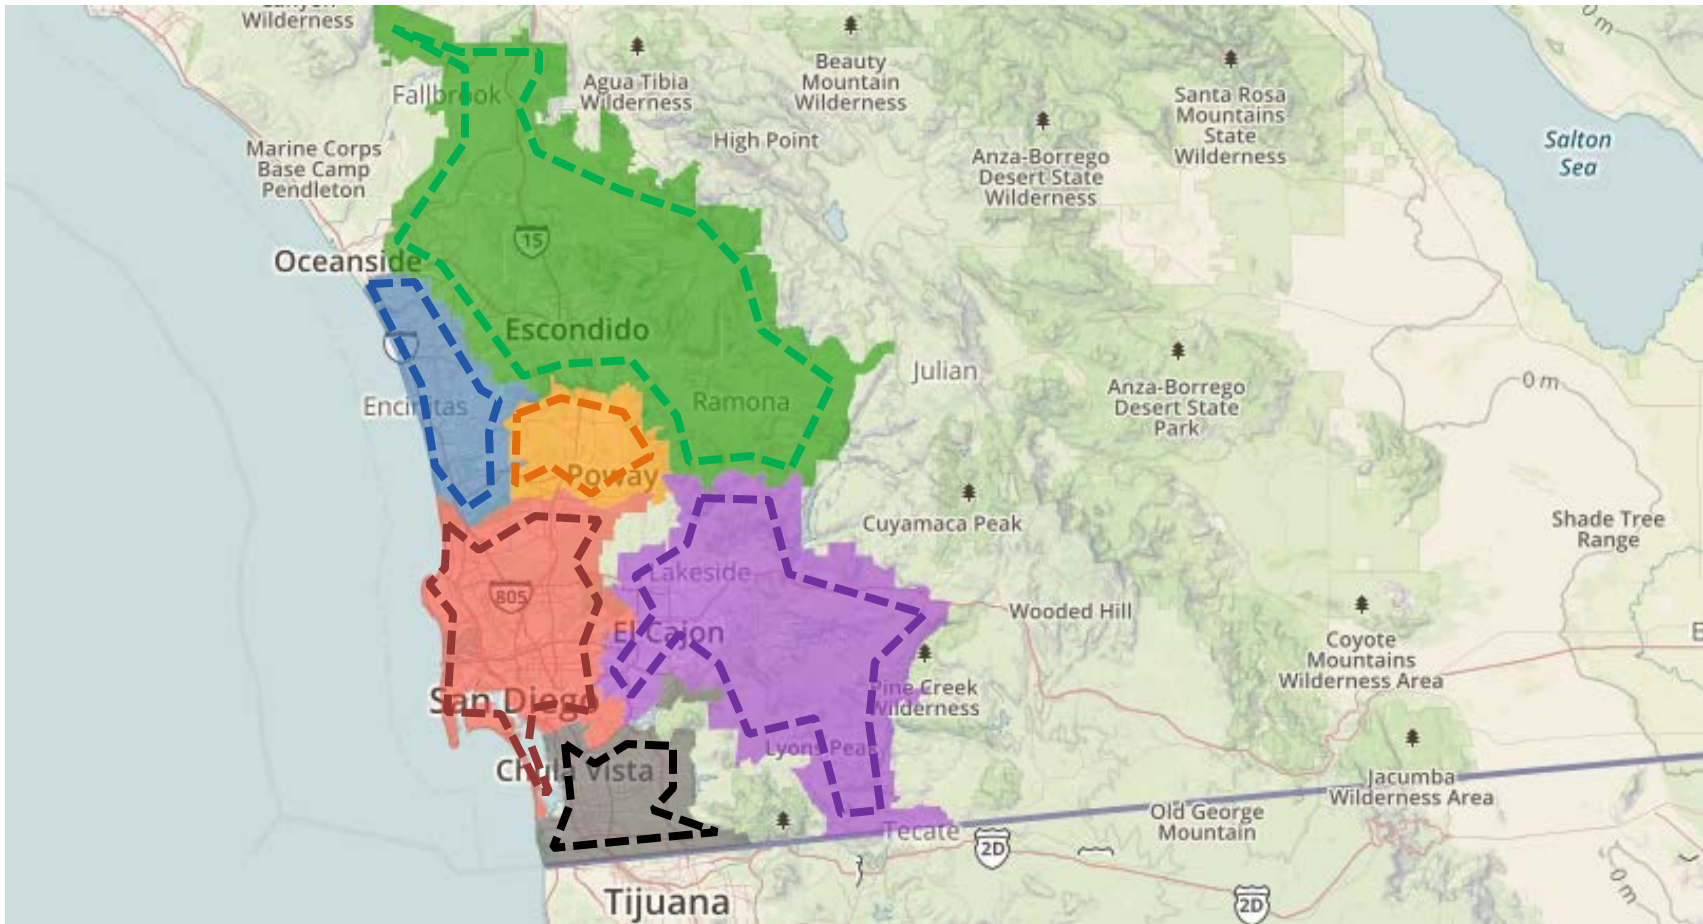 Canyon
Wilderness
0 m
Beauty
Mountain
Wilderness
Agua Tibia
Wilderness
Fallbrook
Santa Rosa
Mountains
State
Wilderness
High Point
Salton
Sea
Marine Corps
Base Camp
Pendleton
Anza-Borrego
Desert State
Wilderness
15
Oceanside
Escondido
Julian
0 m
Anza-Borrego
Desert State
Park
Encinitas
Ramona
Poway
Cuyamaca Peak
Shade Tree
Range
Lakeside
805
Wooded Hill
El Cajon
E
Coyote
Mountains
Wilderness Area
San Diego
Pine Creek
Wilderness
Lyons Peak
Chula Vista
Jacumba
Wilderness Area
Old George
Mountain
Tecate
2D
Tijuana
2D
0 m